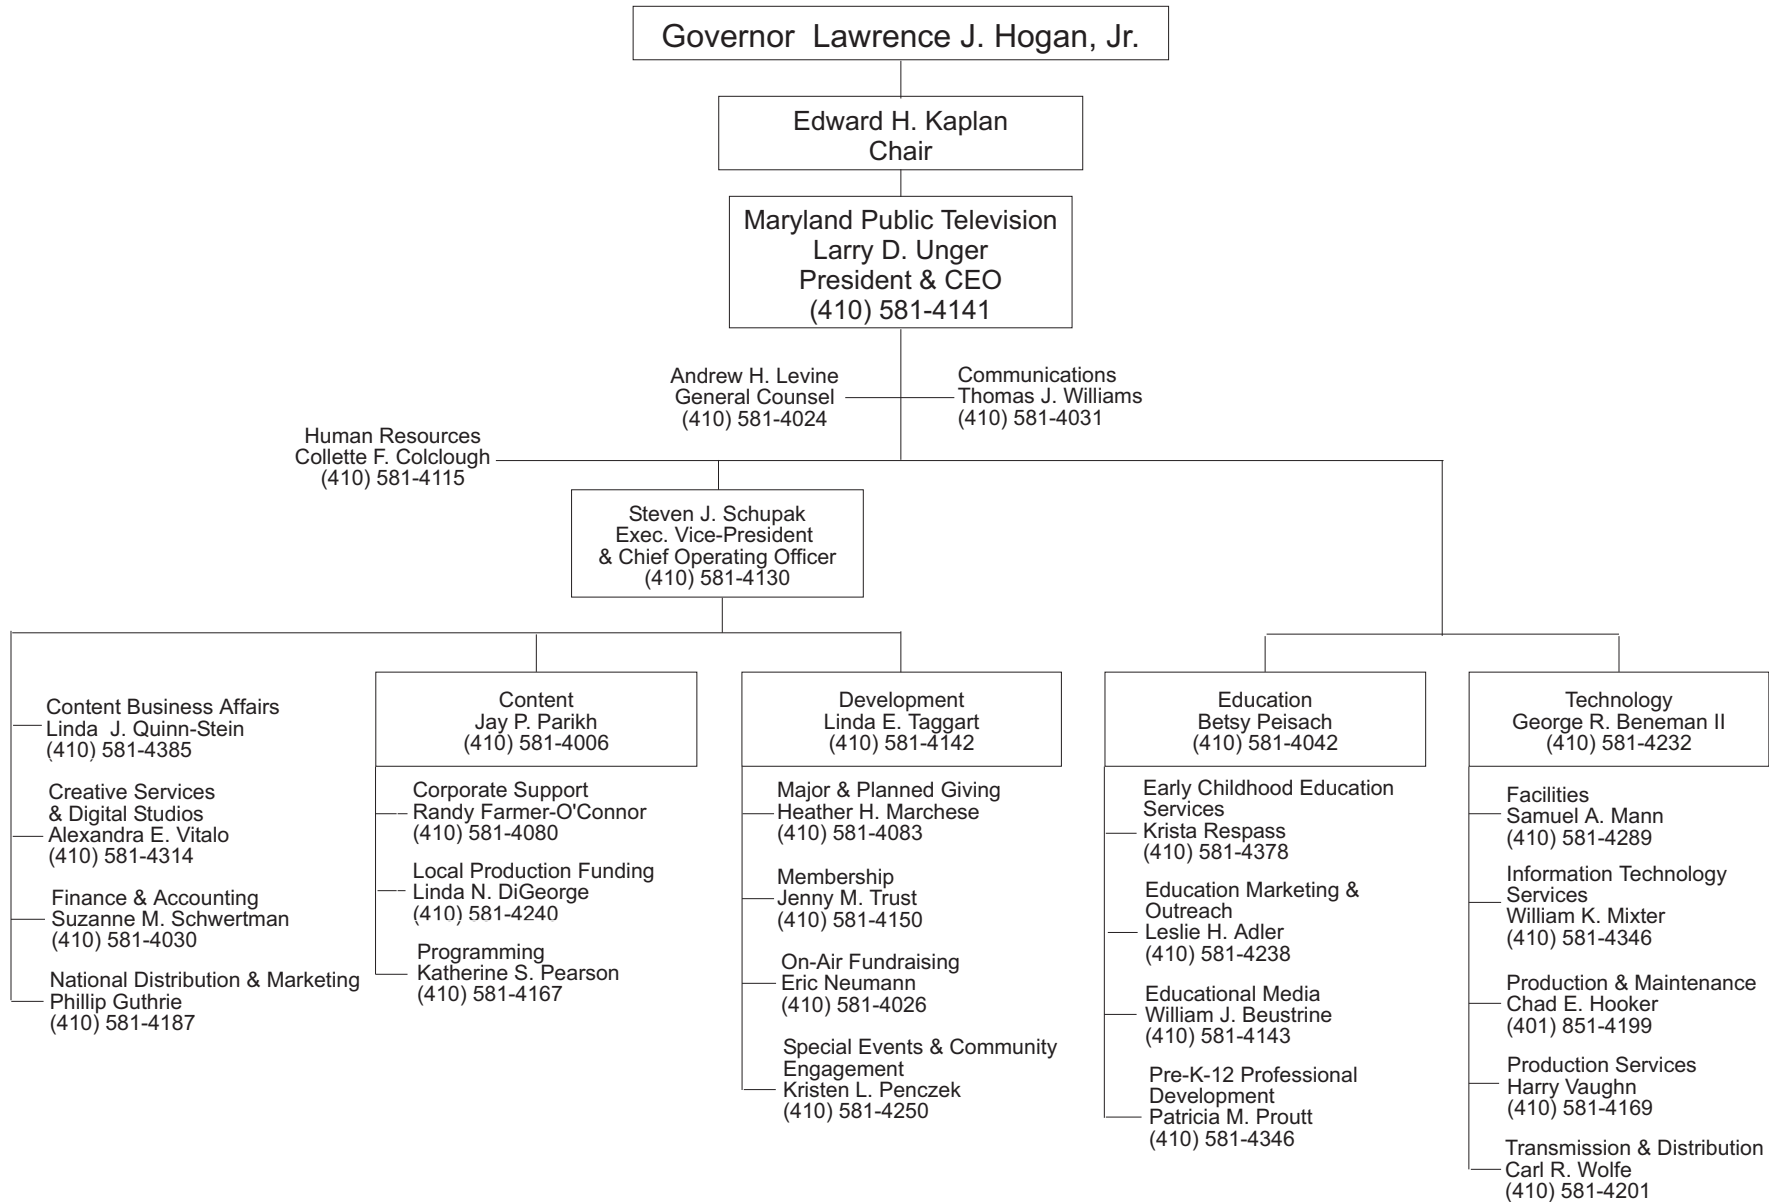 Governor Lawrence J. Hogan, Jr.
Edward H. Kaplan
Chair
Maryland Public Television
Larry D. Unger
President & CEO
(410) 581-4141
Andrew H. Levine
General Counsel
(410) 581-4024
Communications
Thomas J. Williams
(410) 581-4031
Human Resources
Collette F. Colclough
(410) 581-4115
Steven J. Schupak
Exec. Vice-President
& Chief Operating Officer
(410) 581-4130
Content Business Affairs
Linda J. Quinn-Stein
(410) 581-4385
Creative Services
& Digital Studios
Alexandra E. Vitalo
(410) 581-4314
Finance & Accounting
Suzanne M. Schwertman
(410) 581-4030
National Distribution & Marketing
Phillip Guthrie
(410) 581-4187
Content
Jay P. Parikh
(410) 581-4006
Corporate Support
Randy Farmer-O'Connor
(410) 581-4080
Local Production Funding
Linda N. DiGeorge
(410) 581-4240
Programming
Katherine S. Pearson
(410) 581-4167
Development
Linda E. Taggart
(410) 581-4142
Major & Planned Giving
Heather H. Marchese
(410) 581-4083
Membership
Jenny M. Trust
(410) 581-4150
On-Air Fundraising
Eric Neumann
(410) 581-4026
Special Events & Community
Engagement
Kristen L. Penczek
(410) 581-4250
Education
Betsy Peisach
(410) 581-4042
Early Childhood Education
Services
Krista Respass
(410) 581-4378
Education Marketing &
Outreach
Leslie H. Adler
(410) 581-4238
Educational Media
William J. Beustrine
(410) 581-4143
Pre-K-12 Professional
Development
Patricia M. Proutt
(410) 581-4346
Technology
George R. Beneman II
(410) 581-4232
Facilities
Samuel A. Mann
(410) 581-4289
Information Technology
Services
William K. Mixter
(410) 581-4346
Production & Maintenance
Chad E. Hooker
(401) 851-4199
Production Services
Harry Vaughn
(410) 581-4169
Transmission & Distribution
Carl R. Wolfe
(410) 581-4201